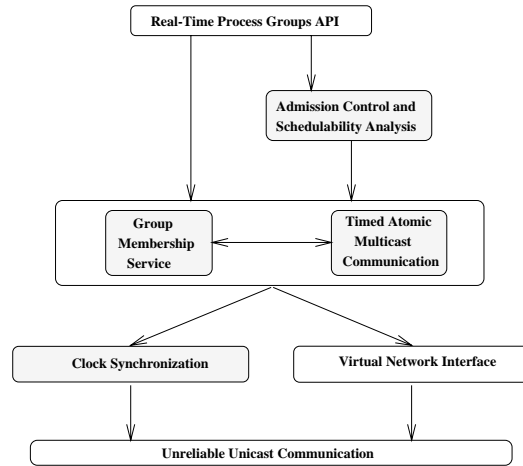 Real-Time Process Groups API
Admission Control and
Schedulability Analysis
Group
Membership
Service
Timed Atomic
Multicast
Communication
Clock Synchronization
Virtual Network Interface
Unreliable Unicast Communication